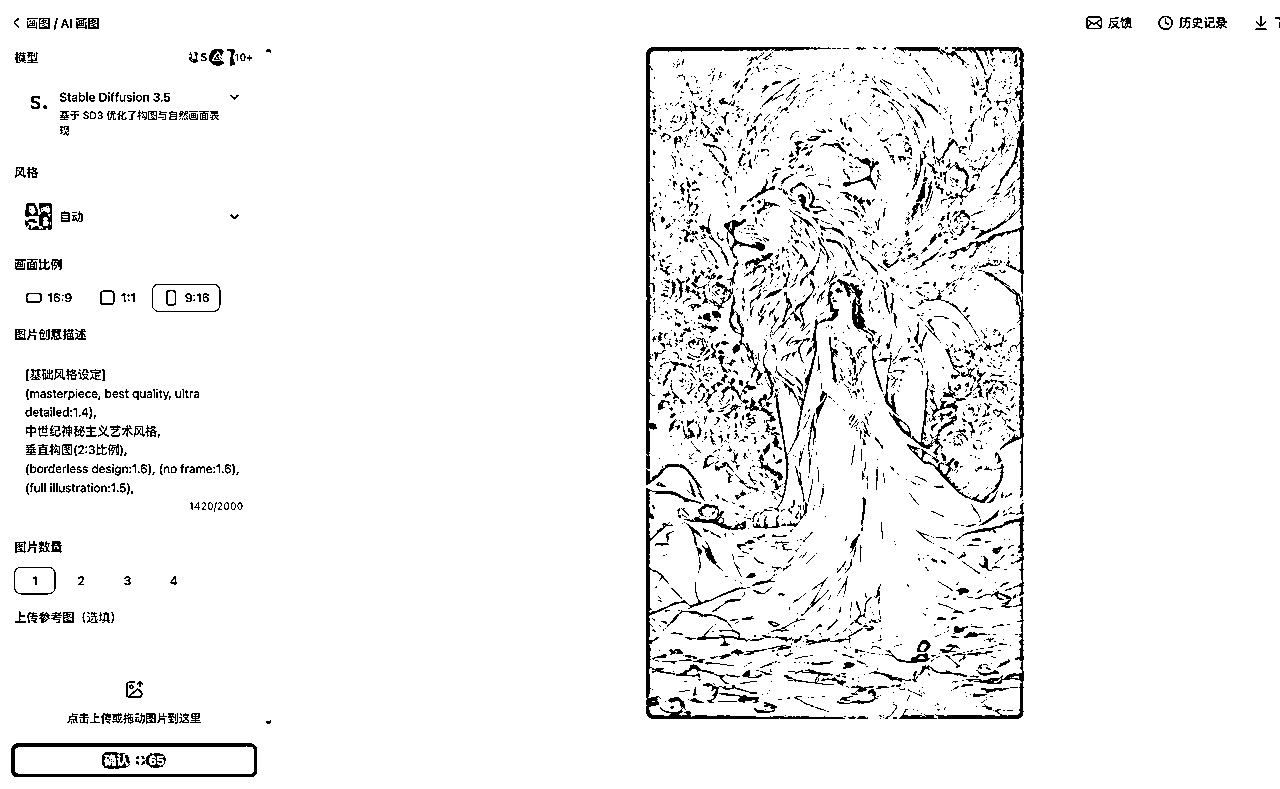 画图 / AI 画图
反馈
历史记录
模型
10+
S.
Stable Diffusion 3.5
基于 SD3 优化了构图与自然画面表
现
风格
自动
画面比例
16:9
1:1
9:16
图片创意描述
[基础风格设定]
(masterpiece, best quality, ultra
detailed:1.4),
中世纪神秘主义艺术风格,
垂直构图(2:3比例),
(borderless design:1.6), (no frame:1.6),
(full illustration:1.5),
1420/2000
图片数量
1 2 3 4
上传参考图（选填）
点击上传或拖动图片到这里
确认 65